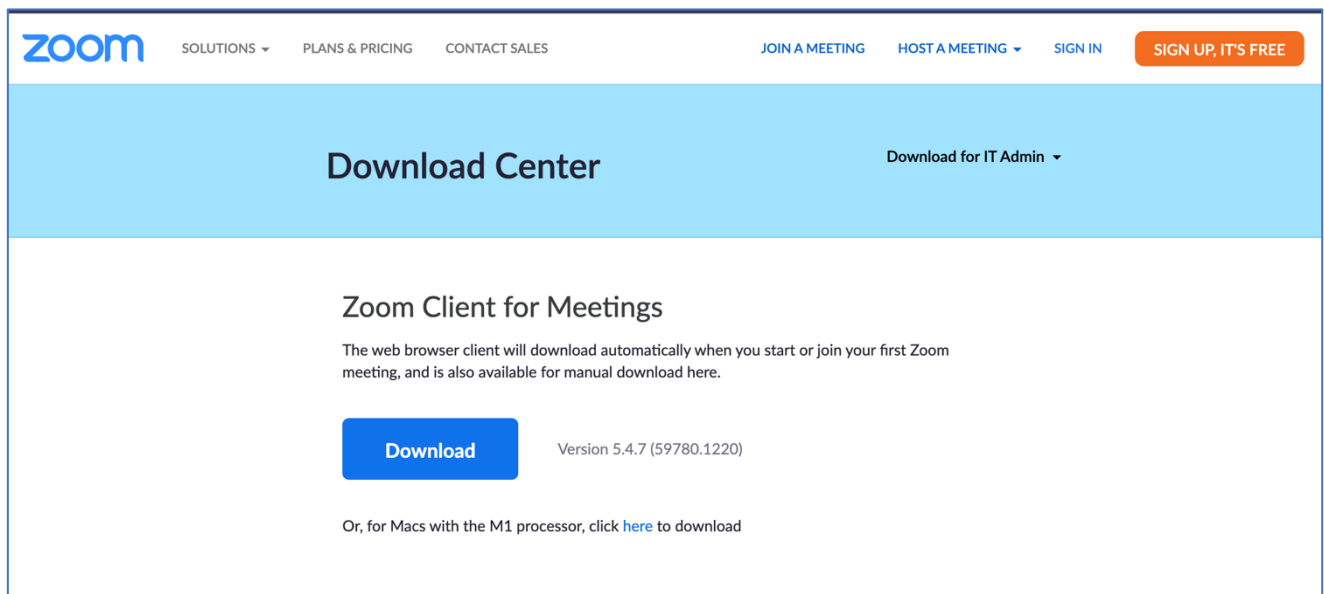 zoom SOLUTIONS PLANS & PRICING CONTACT SALES JOIN A MEETING HOST A MEETING SIGN IN SIGN UP, IT'S FREE
Download Center Download for IT Admin
Zoom Client for Meetings
The web browser client will download automatically when you start or join your first Zoom
meeting, and is also available for manual download here.
Download Version 5.4.7 (59780.1220)
Or, for Macs with the M1 processor, click here to download